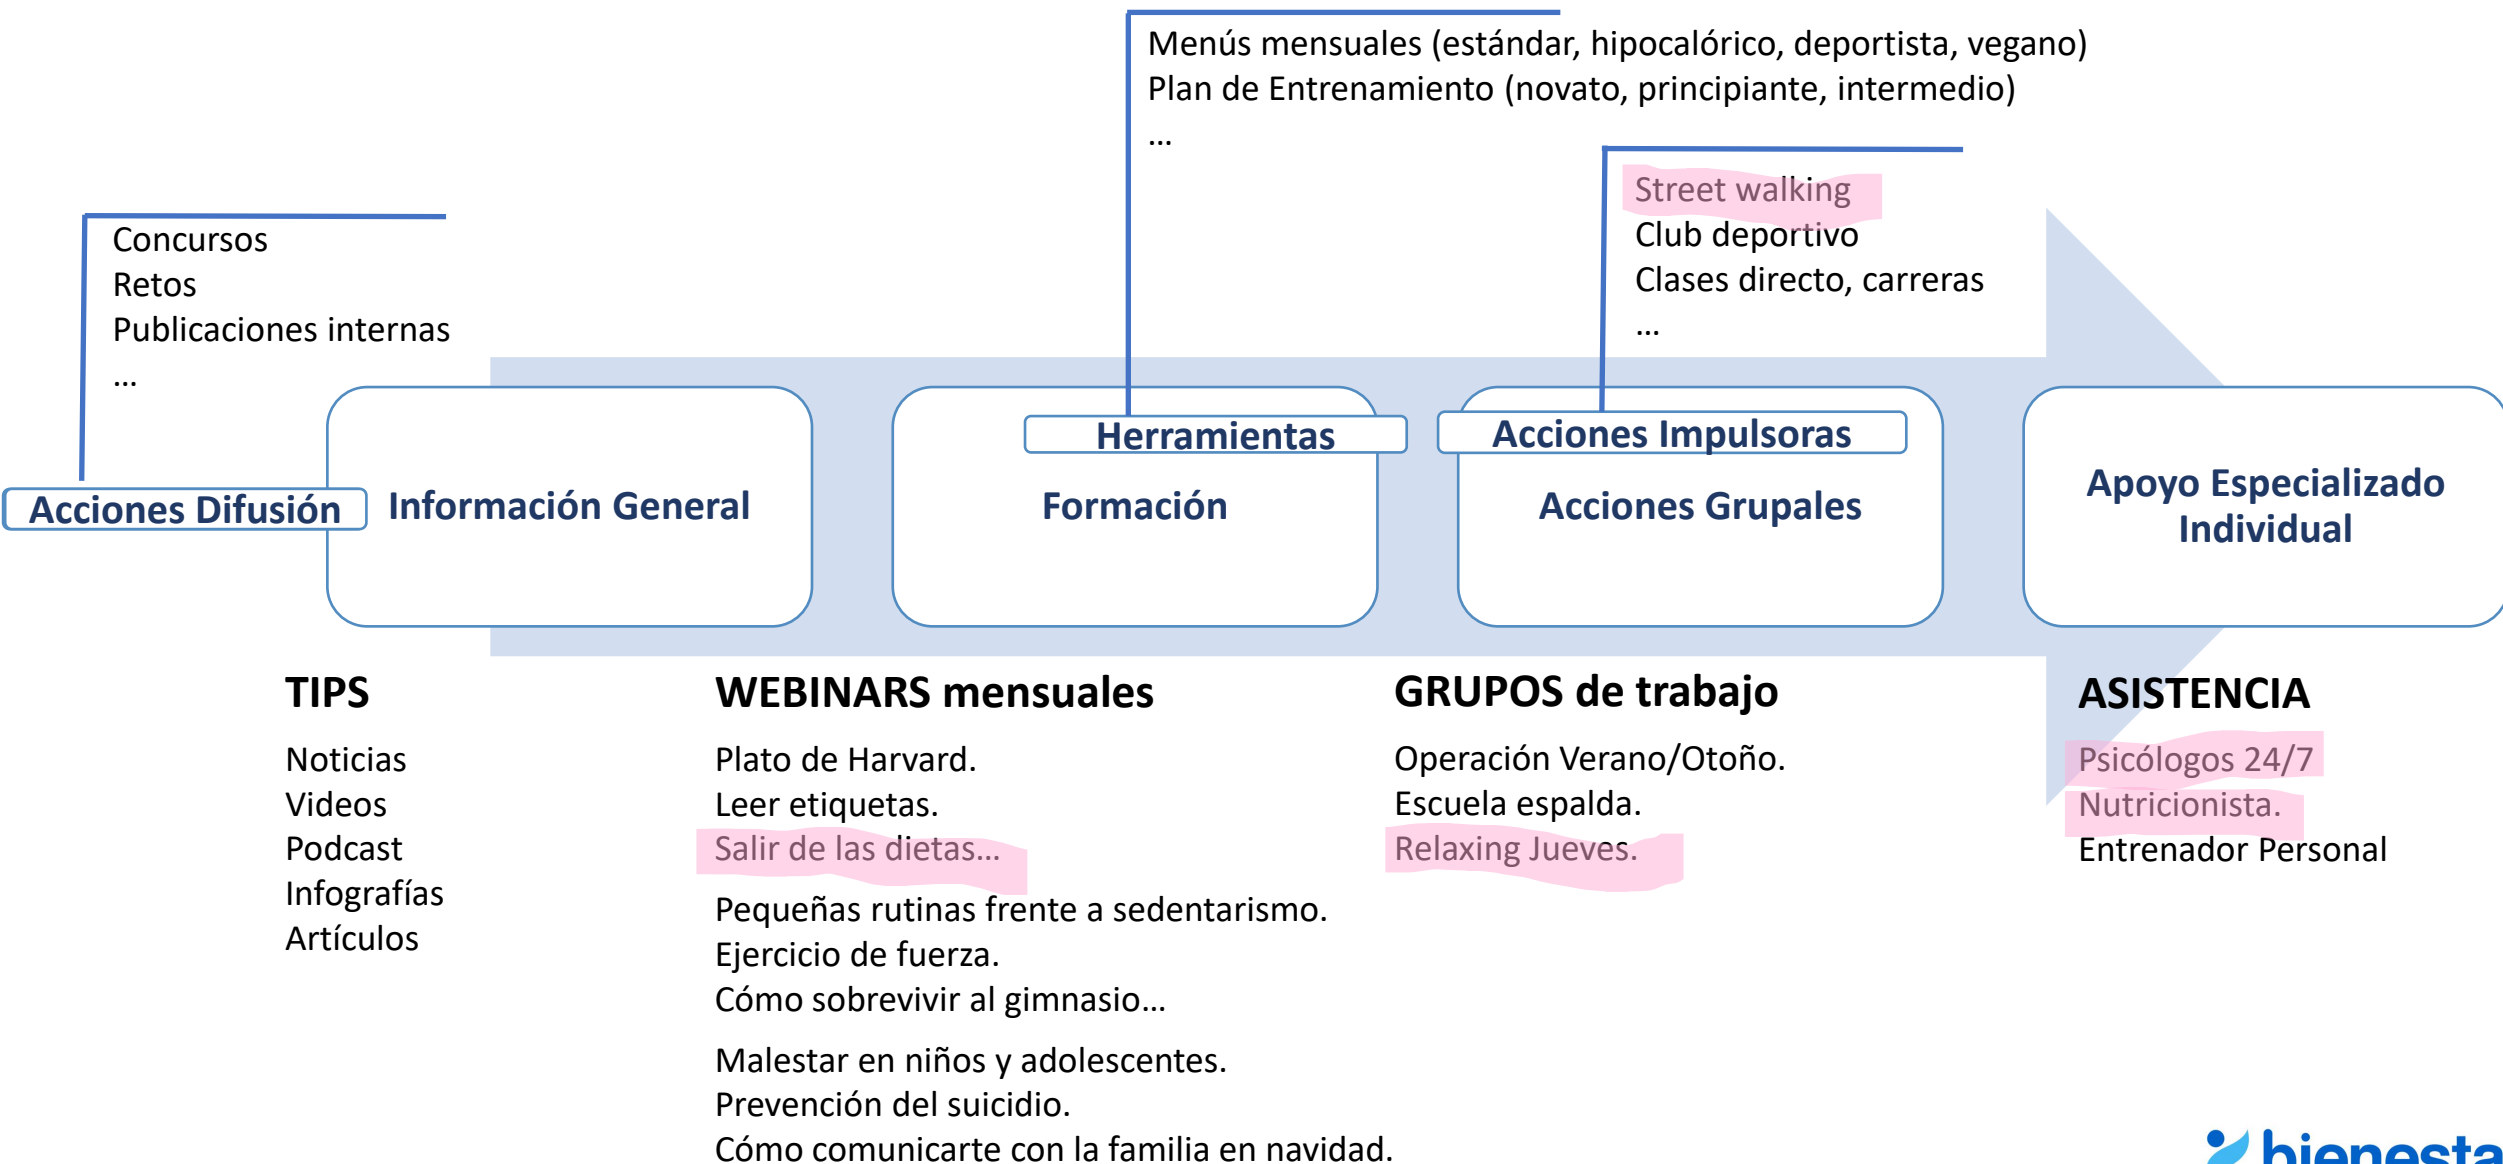 Menús mensuales (estándar, hipocalórico, deportista, vegano)
Plan de Entrenamiento (novato, principiante, intermedio)
...
Street walking
Club deportivo
Clases directo, carreras
...
Concursos
Retos
Publicaciones internas
...
Acciones Difusión
Información General
Herramientas
Formación
Acciones Impulsoras
Acciones Grupales
Apoyo Especializado
Individual
TIPS
Noticias
Videos
Podcast
Infografías
Artículos
WEBINARS mensuales
Plato de Harvard.
Leer etiquetas.
Salir de las dietas...
Pequeñas rutinas frente a sedentarismo.
Ejercicio de fuerza.
Cómo sobrevivir al gimnasio...
Malestar en niños y adolescentes.
Prevención del suicidio.
Cómo comunicarte con la familia en navidad.
GRUPOS de trabajo
Operación Verano/Otoño.
Escuela espalda.
Relaxing Jueves.
ASISTENCIA
Psicólogos 24/7
Nutricionista.
Entrenador Personal
bienesta